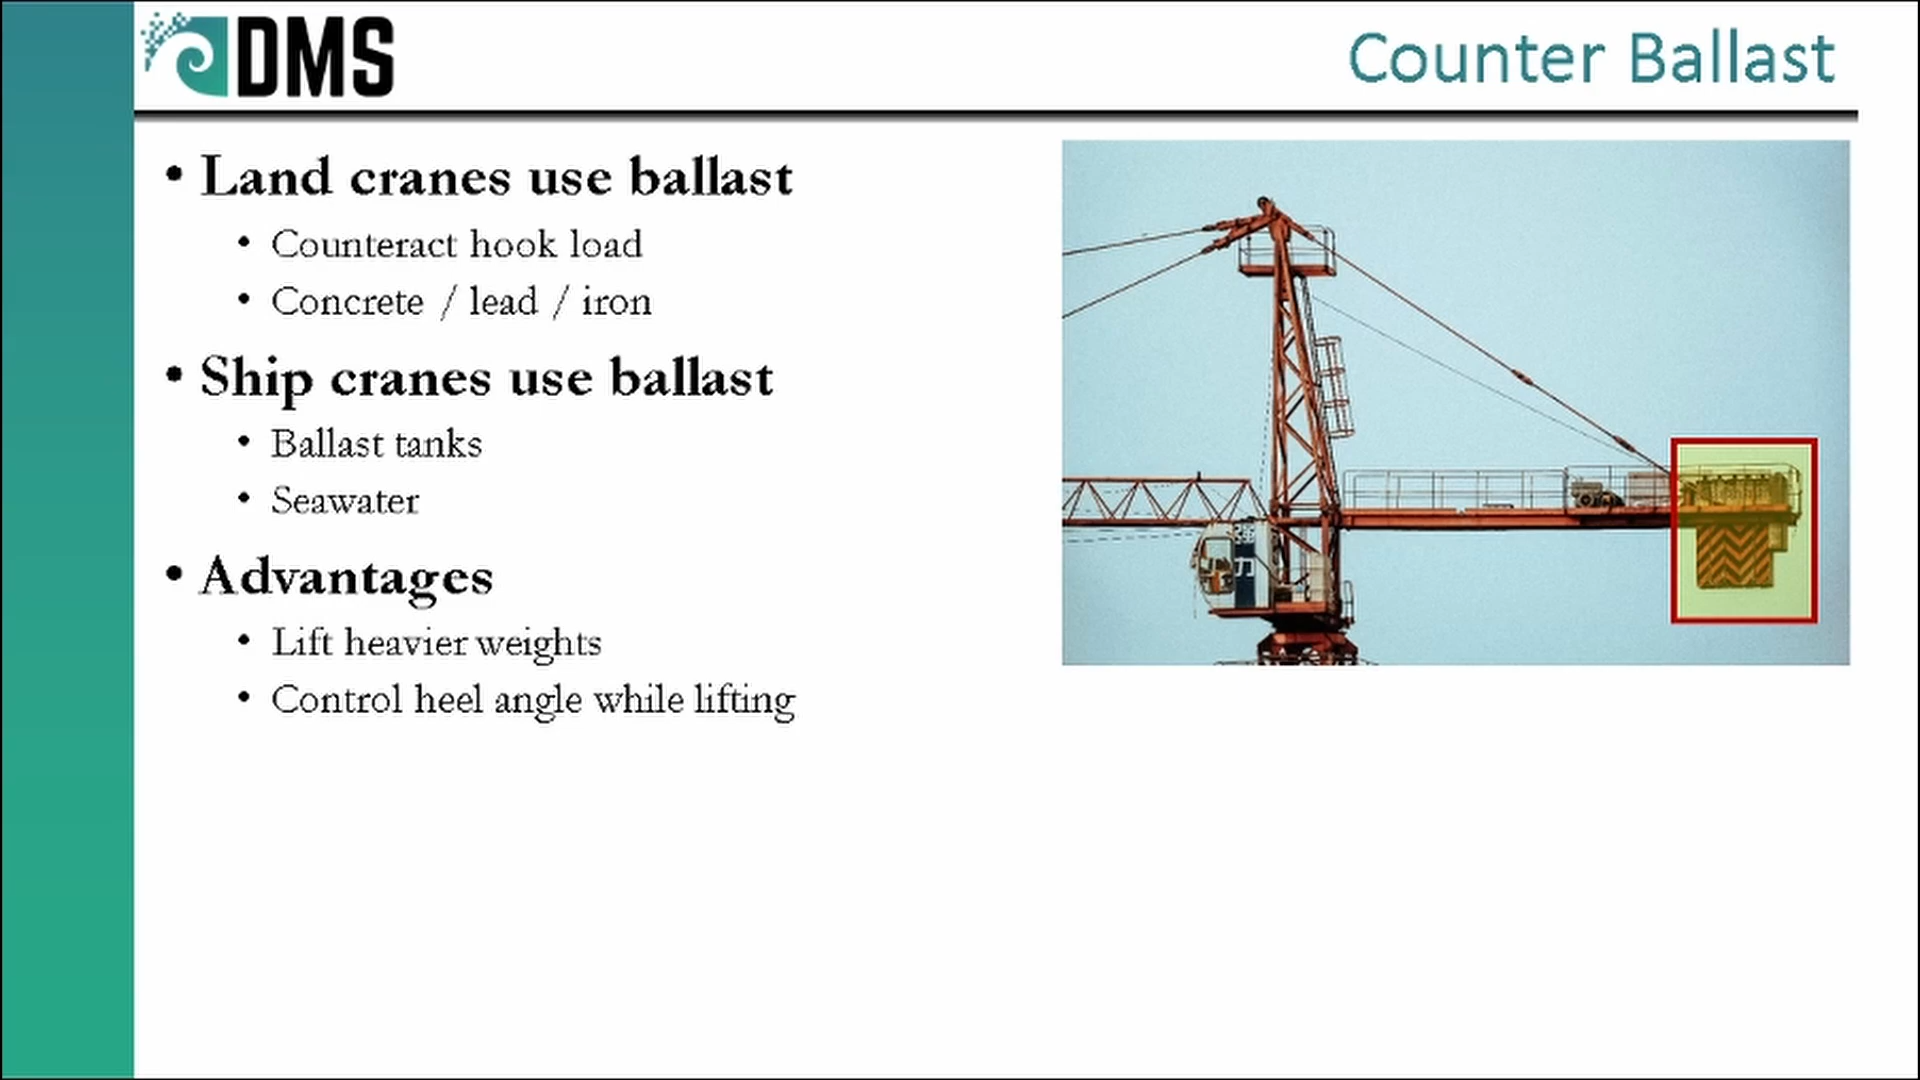 DMS
Counter Ballast
• Land cranes use ballast
• Counteract hook load
• Concrete / lead / iron
• Ship cranes use ballast
• Ballast tanks
• Seawater
• Advantages
• Lift heavier weights
• Control heel angle while lifting